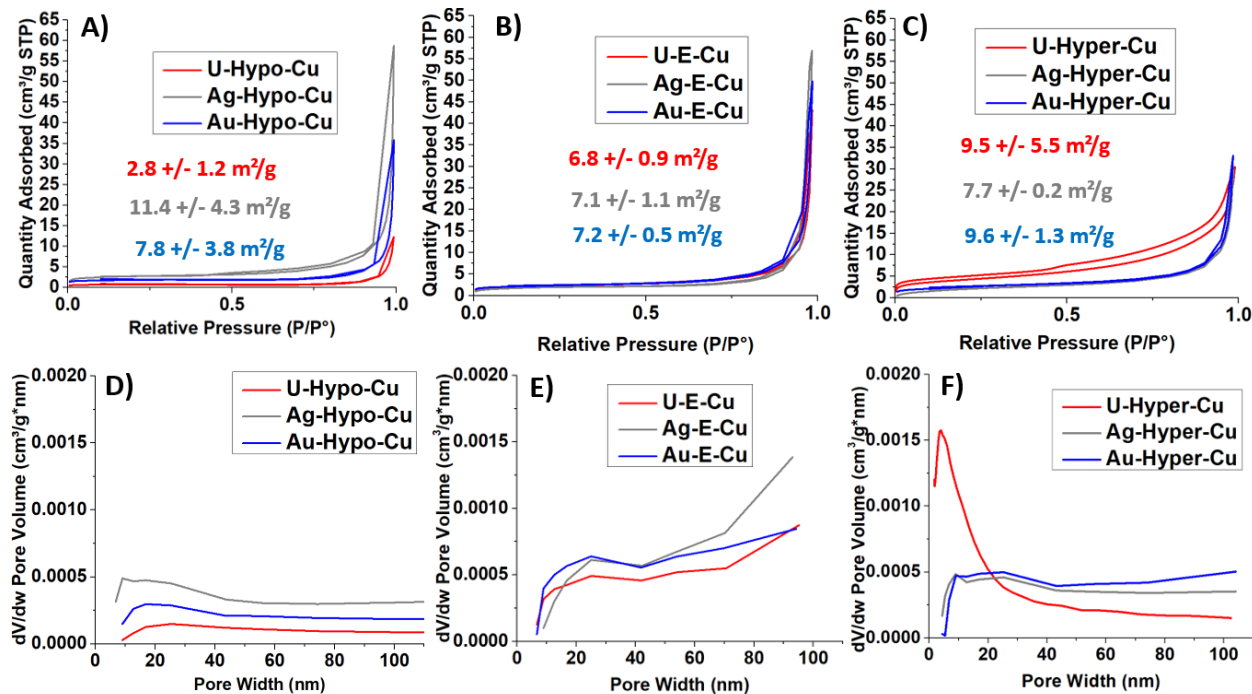 A)
Quantity Adsorbed (cm³/g STP)
65
60
55
50
45
40
35
30
25
20
15
10
5
0
U-Hypo-Cu
Ag-Hypo-Cu
Au-Hypo-Cu
2.8 +/- 1.2 m²/g
11.4 +/- 4.3 m²/g
7.8 +/- 3.8 m²/g
0.0 0.5 1.0
Relative Pressure (P/P°)
B)
Quantity Adsorbed (cm³/g STP)
65
60
55
50
45
40
35
30
25
20
15
10
5
0
U-E-Cu
Ag-E-Cu
Au-E-Cu
6.8 +/- 0.9 m²/g
7.1 +/- 1.1 m²/g
7.2 +/- 0.5 m²/g
0.0 0.5 1.0
Relative Pressure (P/P°)
C)
Quantity Adsorbed (cm³/g STP)
65
60
55
50
45
40
35
30
25
20
15
10
5
0
U-Hyper-Cu
Ag-Hyper-Cu
Au-Hyper-Cu
9.5 +/- 5.5 m²/g
7.7 +/- 0.2 m²/g
9.6 +/- 1.3 m²/g
0.0 0.5 1.0
Relative Pressure (P/P°)
D)
dV/dw Pore Volume (cm³/g*nm)
0.0020
0.0015
0.0010
0.0005
0.0000
U-Hypo-Cu
Ag-Hypo-Cu
Au-Hypo-Cu
0 20 40 60 80 100
Pore Width (nm)
E)
dV/dw Pore Volume (cm³/g*nm)
0.0020
0.0015
0.0010
0.0005
0.0000
U-E-Cu
Ag-E-Cu
Au-E-Cu
0 20 40 60 80 100
Pore Width (nm)
F)
dV/dw Pore Volume (cm³/g*nm)
0.0020
0.0015
0.0010
0.0005
0.0000
U-Hyper-Cu
Ag-Hyper-Cu
Au-Hyper-Cu
0 20 40 60 80 100
Pore Width (nm)